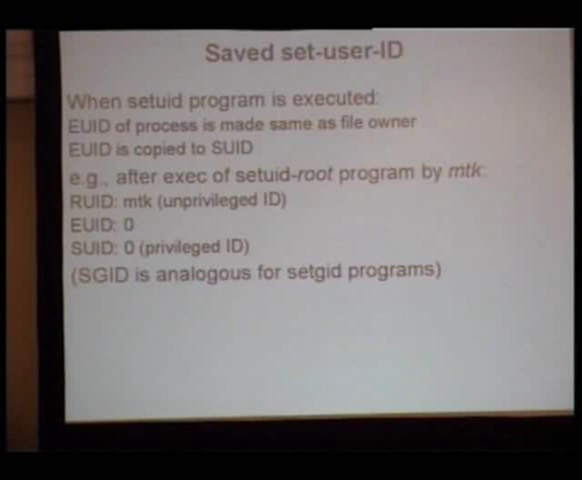 Saved set-user-ID
When setuid program is executed:
EUID of process is made same as file owner
EUID is copied to SUID
e.g., after exec of setuid-root program by mtk:
RUID: mtk (unprivileged ID)
EUID: 0
SUID: 0 (privileged ID)
(SGID is analogous for setgid programs)